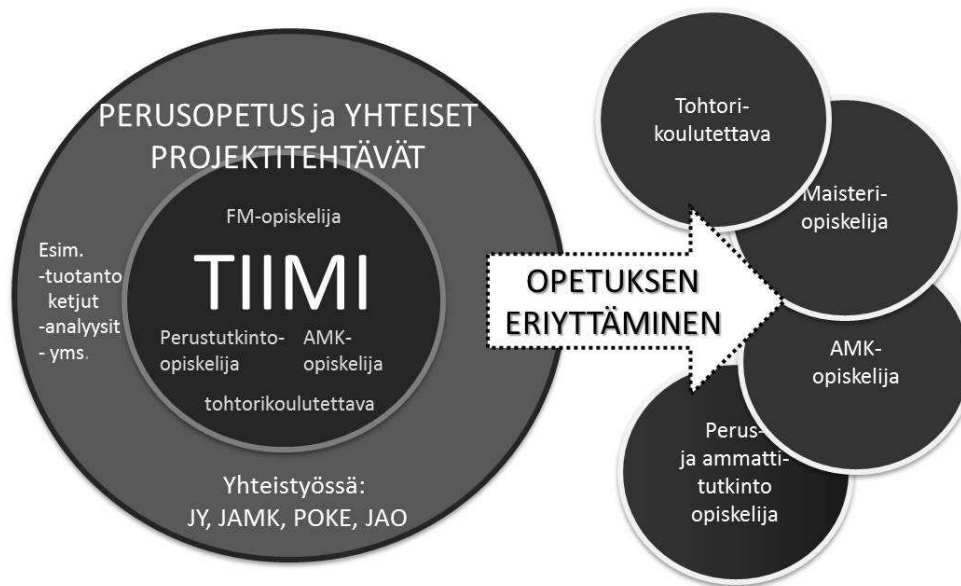 PERUSOPETUS ja YHTEISET
PROJEKTITEHTÄVÄT
FM-opiskelija
TIIMI
Perustutkinto-
opiskelija
AMK-
opiskelija
tohtorikoulutettava
Esim.
-tuotanto
ketjut
-analyysit
- yms.
Yhteistyössä:
JY, JAMK, POKE, JAO
OPETUKSEN
ERIYTTÄMINEN
Tohtori-
koulutettava
Maisteri-
opiskelija
AMK-
opiskelija
Perus-
ja ammatti-
tutkinto
opiskelija